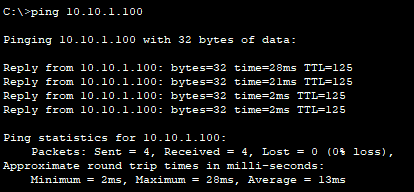 C:\>ping 10.10.1.100
Pinging 10.10.1.100 with 32 bytes of data:
Reply from 10.10.1.100: bytes=32 time=28ms TTL=125
Reply from 10.10.1.100: bytes=32 time=21ms TTL=125
Reply from 10.10.1.100: bytes=32 time=2ms TTL=125
Reply from 10.10.1.100: bytes=32 time=2ms TTL=125
Ping statistics for 10.10.1.100:
    Packets: Sent = 4, Received = 4, Lost = 0 (0% loss),
Approximate round trip times in milli-seconds:
    Minimum = 2ms, Maximum = 28ms, Average = 13ms